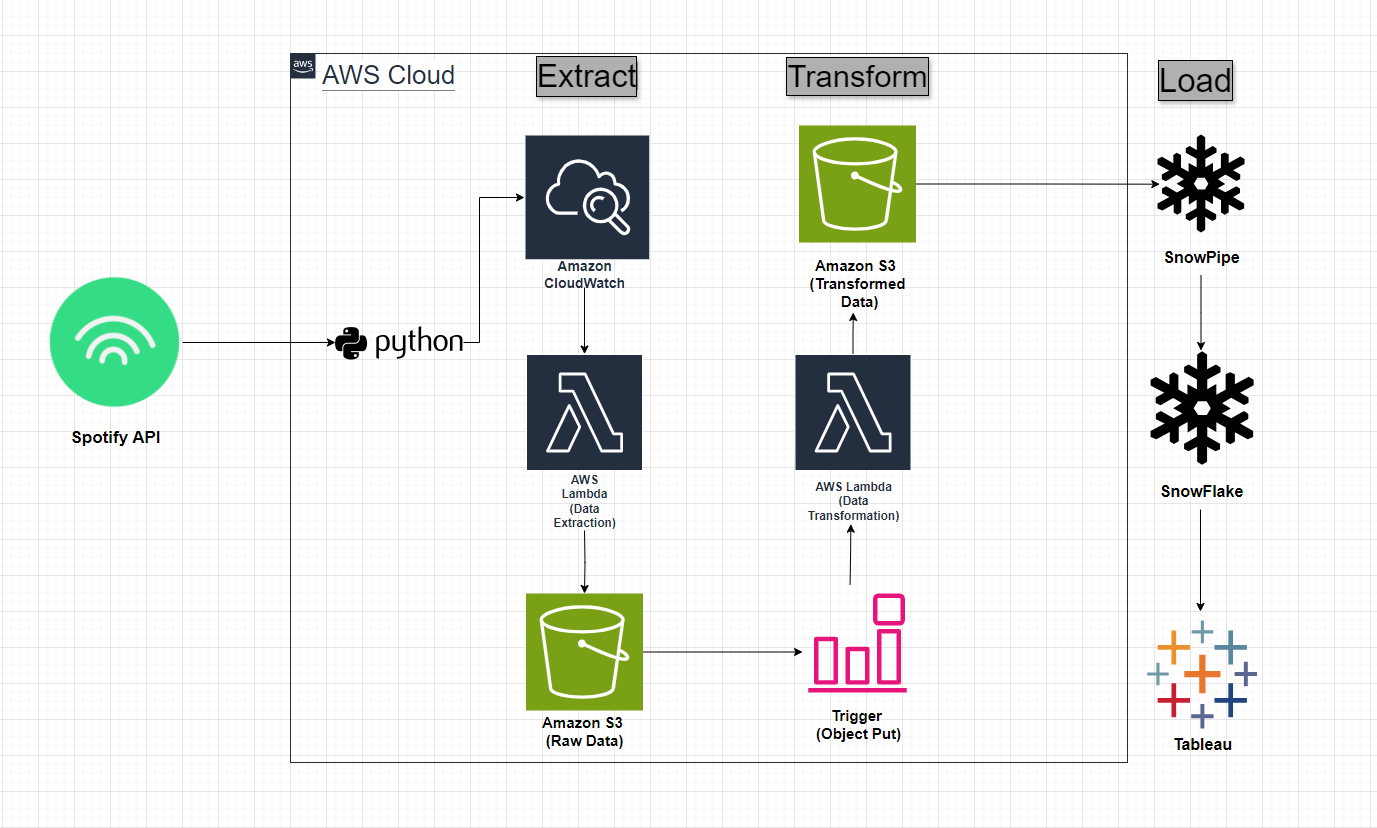 aws
AWS Cloud
Extract
Transform
Load
Amazon
CloudWatch
Amazon S3
(Transformed
Data)
SnowPipe
python
Spotify API
AWS
Lambda
(Data
Extraction)
AWS Lambda
(Data
Transformation)
SnowFlake
Amazon S3
(Raw Data)
Trigger
(Object Put)
Tableau